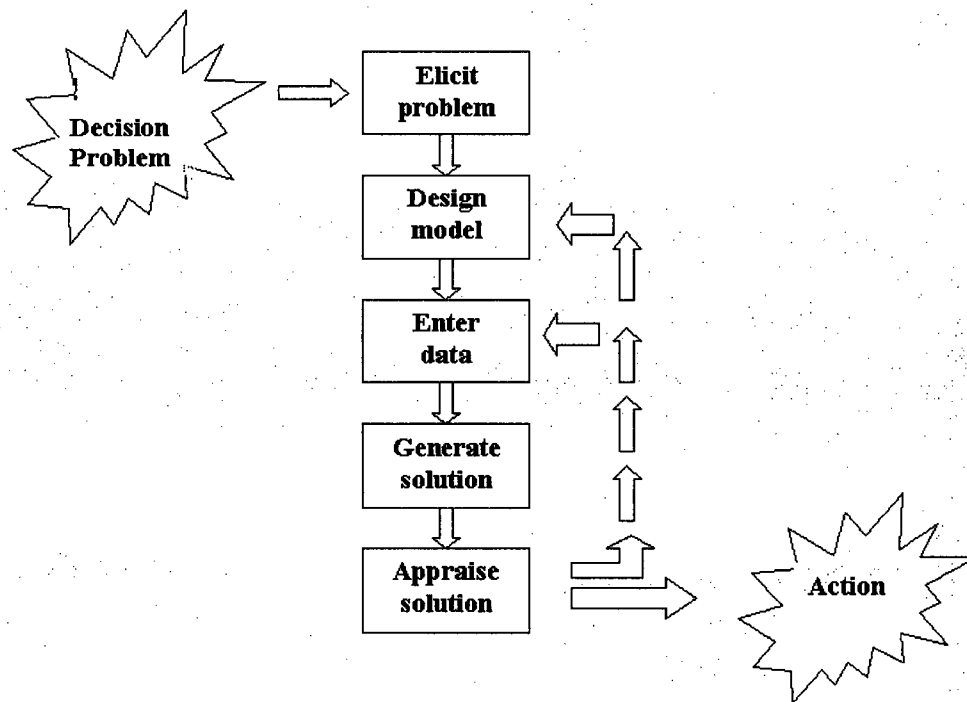 Decision
Problem
Elicit
problem
Design
model
Enter
data
Generate
solution
Appraise
solution
Action